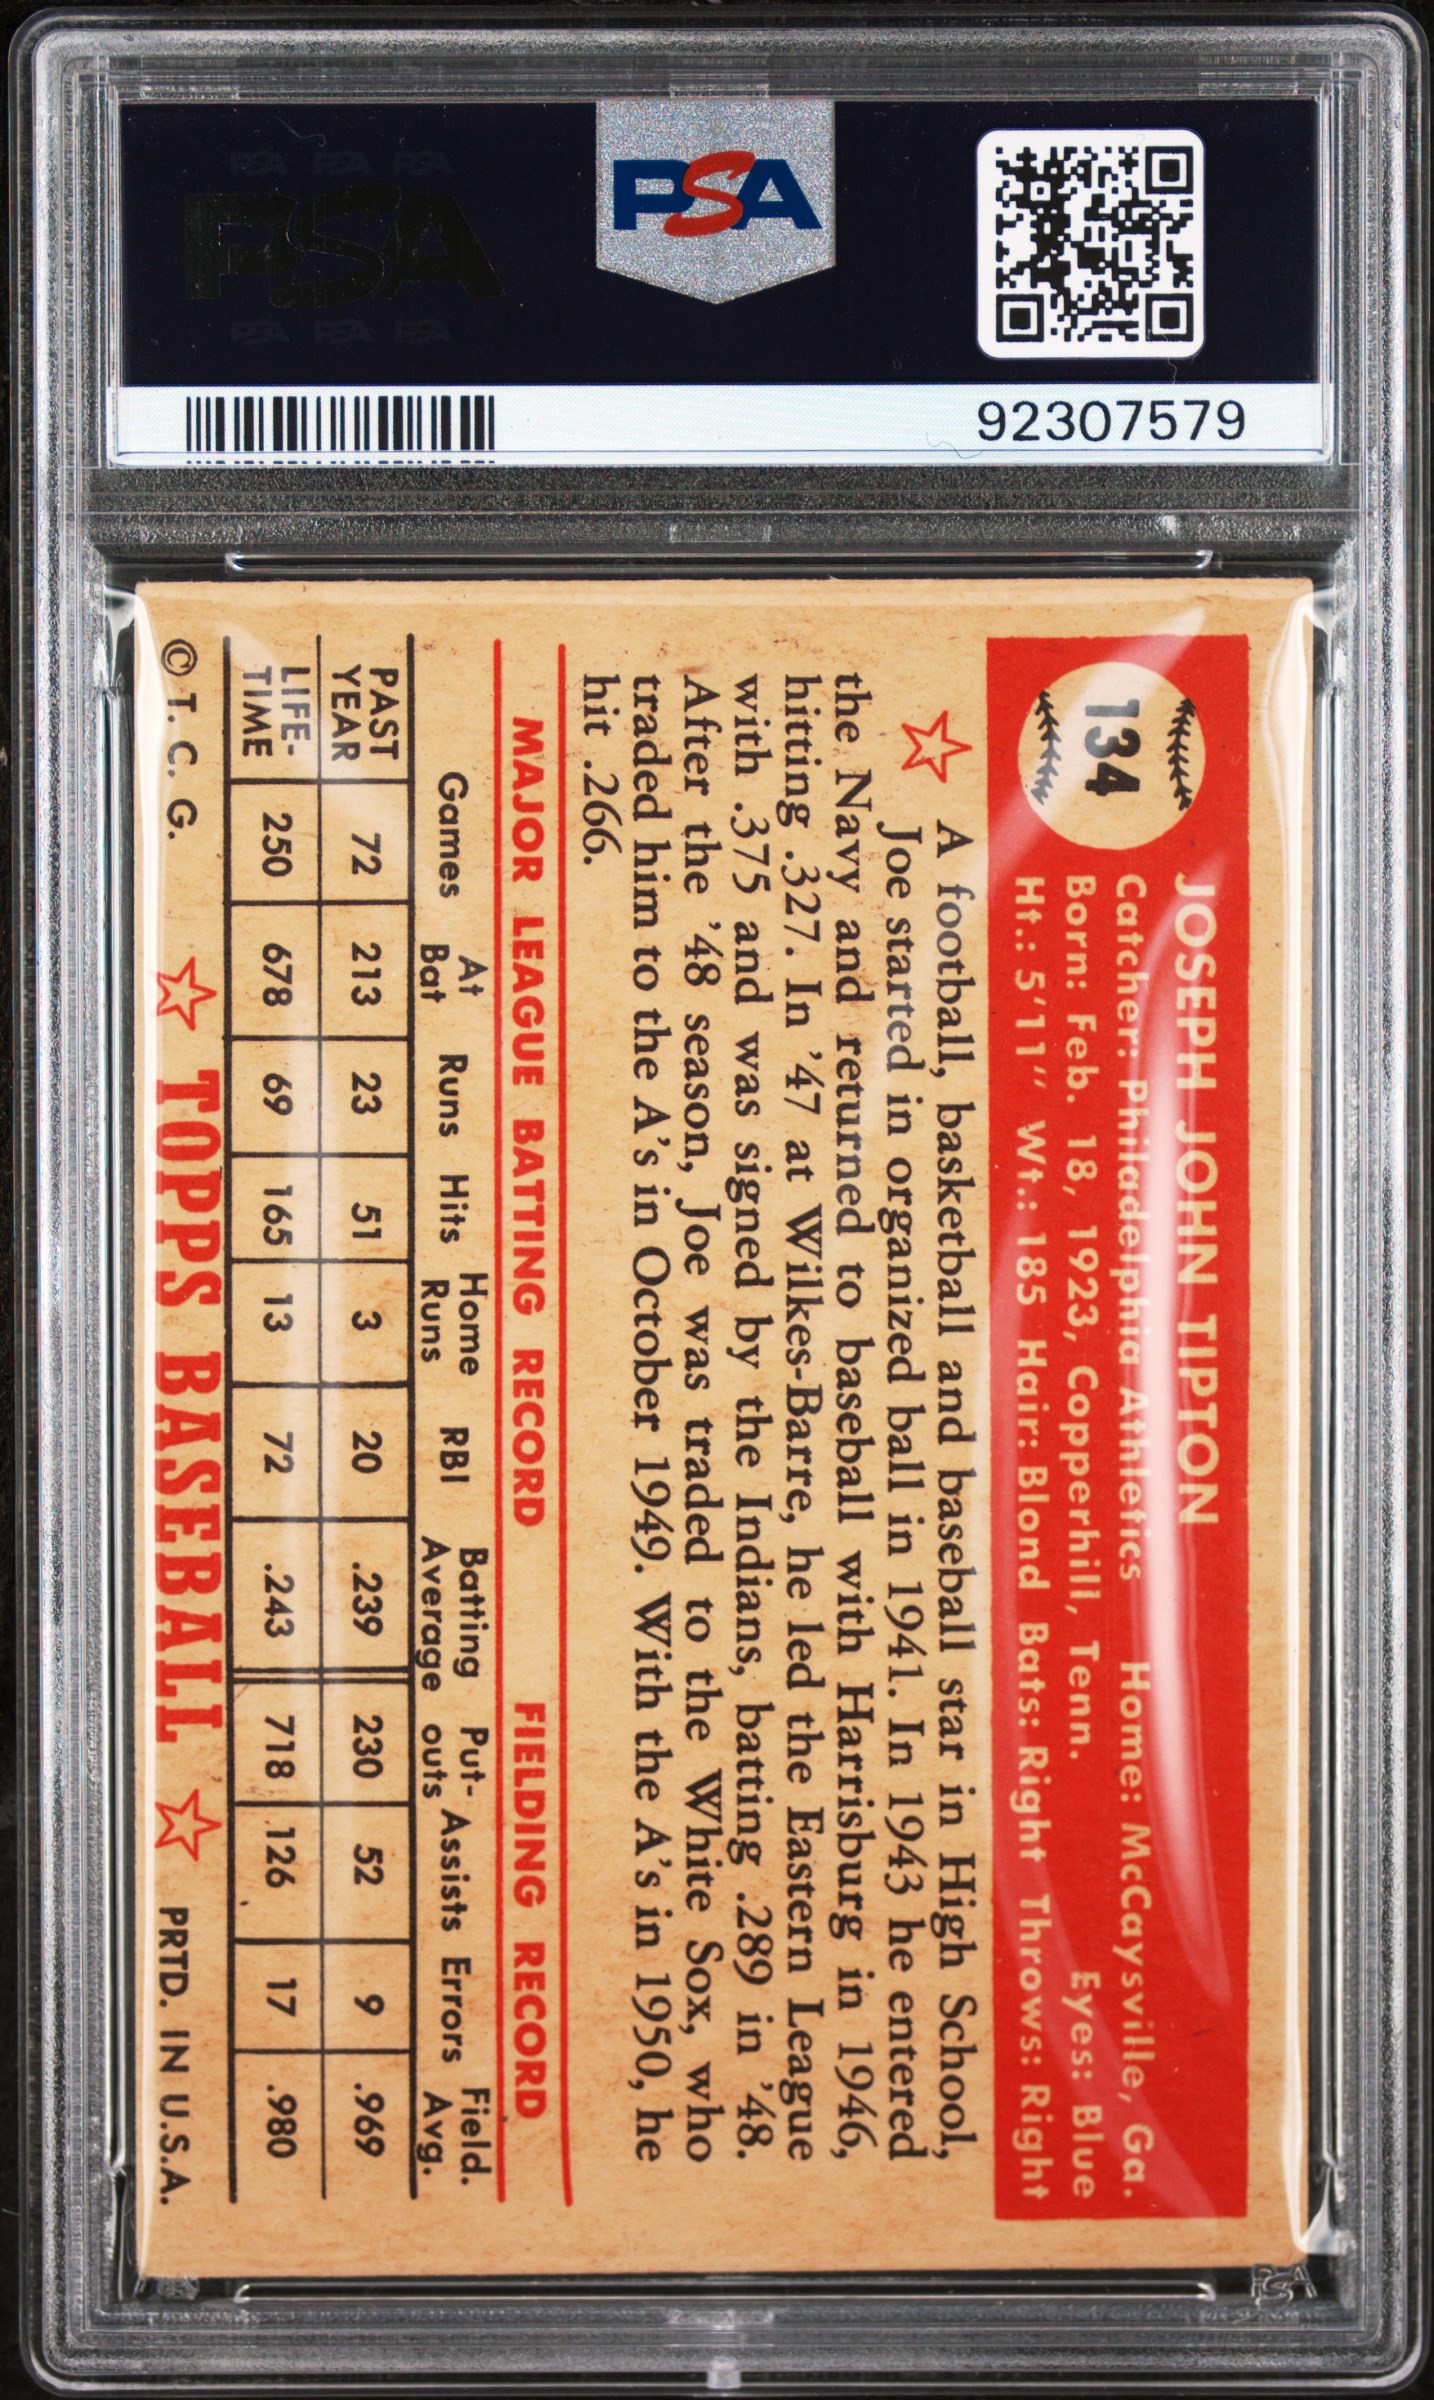 PSA PSA PSA
PSA
PSA PSA PSA
PSA
92307579
134
JOSEPH JOHN TIPTON
Catcher: Philadelphia Athletics Home: McCaysville, Ga.
Born: Feb. 18, 1923, Copperhill, Tenn. Eyes: Blue
Ht.: 5'11" Wt.: 185 Hair: Blond Bats: Right Throws: Right
A football, basketball and baseball star in High School,
Joe started in organized ball in 1941. In 1943 he entered
the Navy and returned to baseball with Harrisburg in 1946,
hitting .327. In '47 at Wilkes-Barre, he led the Eastern League
with .375 and was signed by the Indians, batting .289 in '48.
After the '48 season, Joe was traded to the White Sox, who
traded him to the A's in October 1949. With the A's in 1950, he
hit .266.
MAJOR LEAGUE BATTING RECORD FIELDING RECORD
Games At Bat Runs Hits Home Runs RBI Batting Average Put-outs Assists Errors Field. Avg.
PAST YEAR 72 213 23 51 3 20 .239 230 52 9 .969
LIFE-TIME 250 678 69 165 13 72 .243 718 126 17 .980
© T. C. G. TOPPS BASEBALL PRTD. IN U.S.A.
PSA